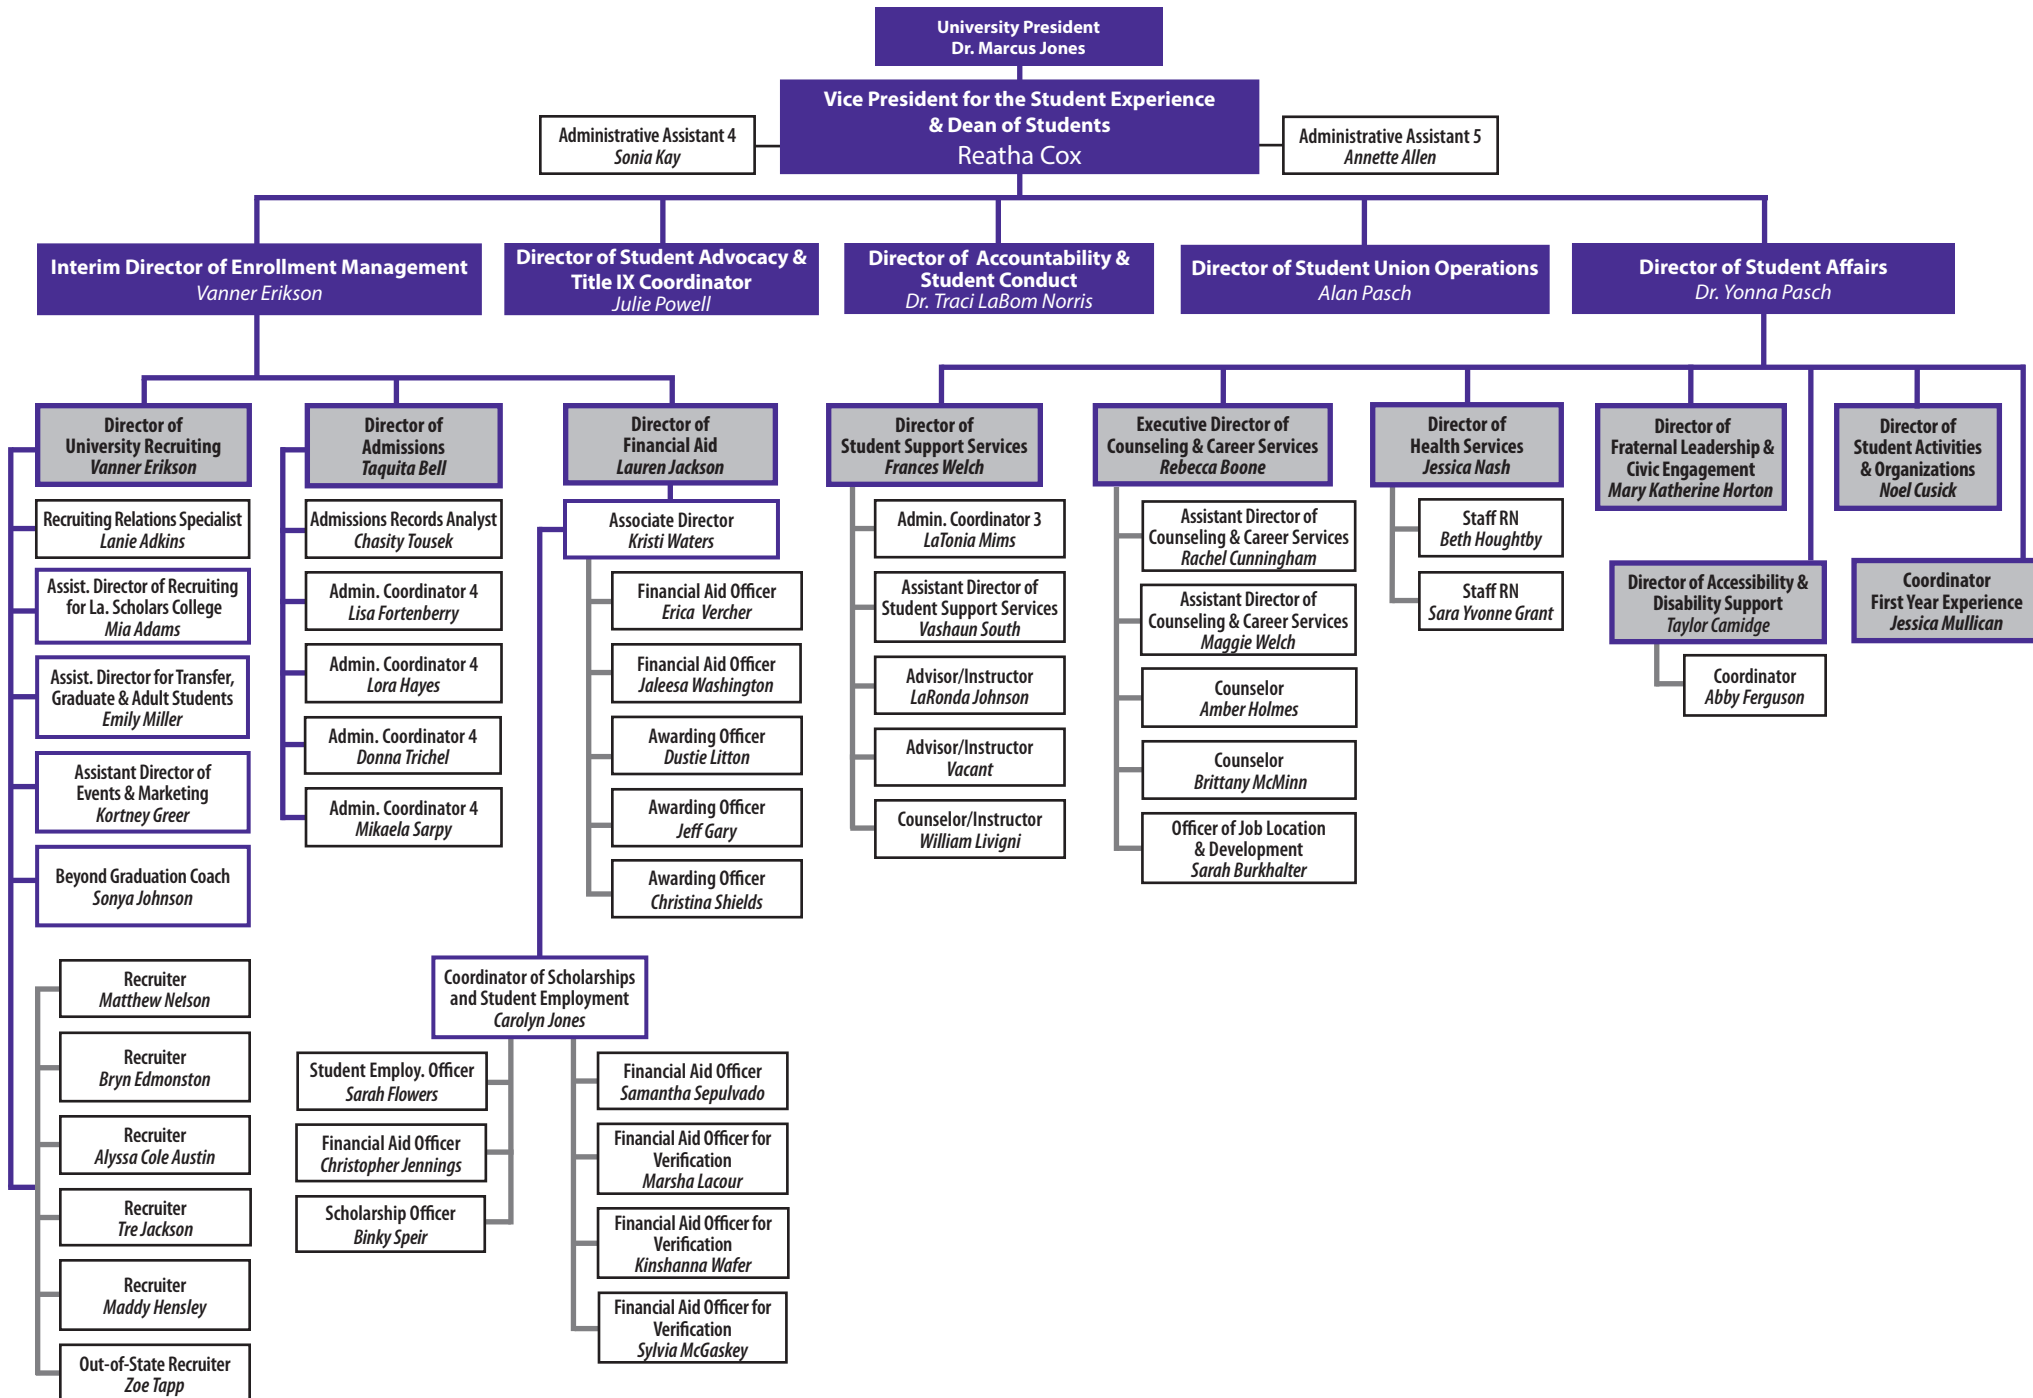 University President
Dr. Marcus Jones
Vice President for the Student Experience
& Dean of Students
Reatha Cox
Administrative Assistant 4
Sonia Kay
Administrative Assistant 5
Annette Allen
Interim Director of Enrollment Management
Vanner Erikson
Director of Student Advocacy &
Title IX Coordinator
Julie Powell
Director of Accountability &
Student Conduct
Dr. Traci LaBom Norris
Director of Student Union Operations
Alan Pasch
Director of Student Affairs
Dr. Yonna Pasch
Director of
University Recruiting
Vanner Erikson
Recruiting Relations Specialist
Lanie Adkins
Assist. Director of Recruiting
for La. Scholars College
Mia Adams
Assist. Director for Transfer,
Graduate & Adult Students
Emily Miller
Assistant Director of
Events & Marketing
Kortney Greer
Beyond Graduation Coach
Sonya Johnson
Recruiter
Matthew Nelson
Recruiter
Bryn Edmonston
Recruiter
Alyssa Cole Austin
Recruiter
Tre Jackson
Recruiter
Maddy Hensley
Out-of-State Recruiter
Zoe Tapp
Director of
Admissions
Taquita Bell
Admissions Records Analyst
Chasity Tousek
Admin. Coordinator 4
Lisa Fortenberry
Admin. Coordinator 4
Lora Hayes
Admin. Coordinator 4
Donna Trichel
Admin. Coordinator 4
Mikaela Sarpy
Director of
Financial Aid
Lauren Jackson
Associate Director
Kristi Waters
Financial Aid Officer
Erica Vercher
Financial Aid Officer
Jaleesa Washington
Awarding Officer
Dustie Litton
Awarding Officer
Jeff Gary
Awarding Officer
Christina Shields
Coordinator of Scholarships
and Student Employment
Carolyn Jones
Student Employ. Officer
Sarah Flowers
Financial Aid Officer
Christopher Jennings
Scholarship Officer
Binky Speir
Financial Aid Officer
Samantha Sepulvado
Financial Aid Officer for
Verification
Marsha Lacour
Financial Aid Officer for
Verification
Kinshanna Wafer
Financial Aid Officer for
Verification
Sylvia McGaskey
Director of
Student Support Services
Frances Welch
Admin. Coordinator 3
LaTonia Mims
Assistant Director of
Student Support Services
Vashaun South
Advisor/Instructor
LaRonda Johnson
Advisor/Instructor
Vacant
Counselor/Instructor
William Livigni
Executive Director of
Counseling & Career Services
Rebecca Boone
Assistant Director of
Counseling & Career Services
Rachel Cunningham
Assistant Director of
Counseling & Career Services
Maggie Welch
Counselor
Amber Holmes
Counselor
Brittany McMinn
Officer of Job Location
& Development
Sarah Burkhalter
Director of
Health Services
Jessica Nash
Staff RN
Beth Houghtby
Staff RN
Sara Yvonne Grant
Director of
Fraternal Leadership &
Civic Engagement
Mary Katherine Horton
Director of
Student Activities
& Organizations
Noel Cusick
Director of Accessibility &
Disability Support
Taylor Camidge
Coordinator
Abby Ferguson
Coordinator
First Year Experience
Jessica Mullican